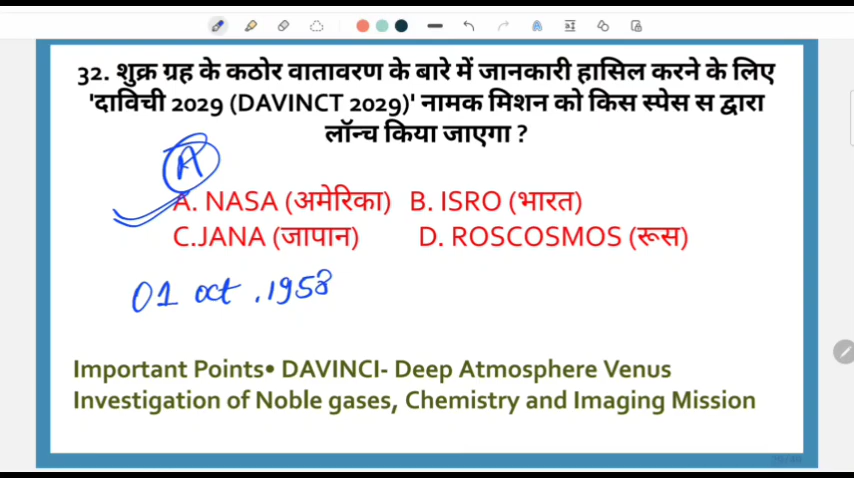 32. शुक्र ग्रह के कठोर वातावरण के बारे में जानकारी हासिल करने के लिए
'दाविची 2029 (DAVINCT 2029)' नामक मिशन को किस स्पेस स द्वारा
लॉन्च किया जाएगा ?
A
A. NASA (अमेरिका) B. ISRO (भारत)
C.JANA (जापान) D. ROSCOSMOS (रूस)
01 oct .1958
Important Points• DAVINCI- Deep Atmosphere Venus
Investigation of Noble gases, Chemistry and Imaging Mission